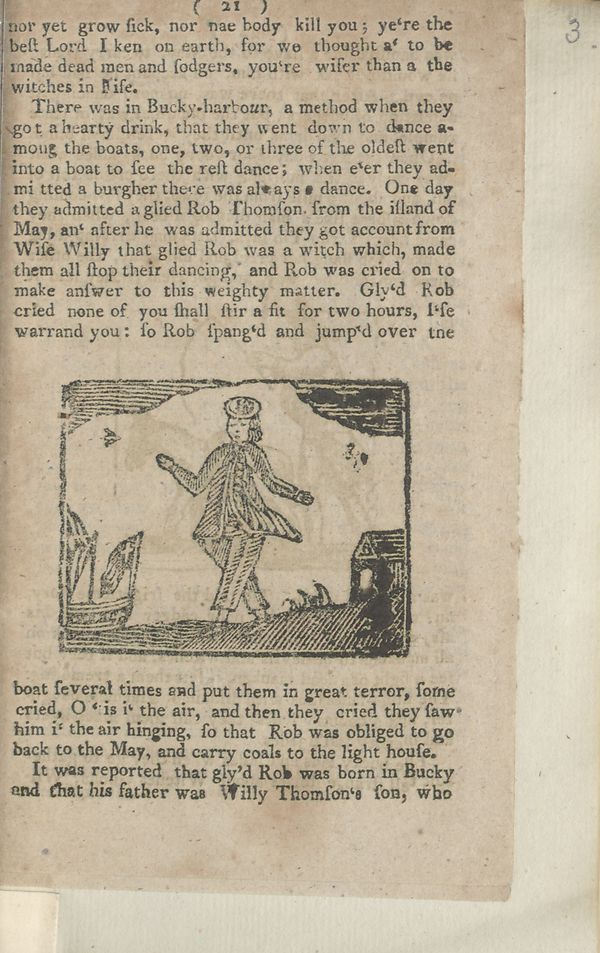 ( 21 )
nor yet grow ſick, nor nae body kill you; ye‘re the
beſt Lord I ken on earth, for we thought a‘ to be
made dead men and ſodgers, you‘re wiſer than a the
witches in Fife.
There was in Bucky-harbour, a method when they
got a hearty drink, that they went down to dance a-
mong the boats, one, two, or three of the oldeſt went
into a boat to ſee the reſt dance; when e‘er they ad-
mi tted a burgher there was always a dance. One day
they admitted a glied Rob Thomſon. from the iſland of
May, an‘ after he was admitted they got account from
Wiſe Willy that glied Rob was a witch which, made
them all ſtop their dancing, and Rob was cried on to
make anſwer to this weighty matter. Gly‘d Rob
cried none of you ſhall ſtir a fit for two hours, I‘ſe
warrand you: ſo Rob ſpang‘d and jump‘d over tne
boat ſeveral times and put them in great terror, ſome
cried, O ‘is i‘ the air, and then they cried they ſaw
him i‘ the air hinging, ſo that Rob was obliged to go
back to the May, and carry coals to the light houſe.
It was reported that gly’d Rob was born in Bucky
and that his father was Willy Thomſon‘s ſon, who
3